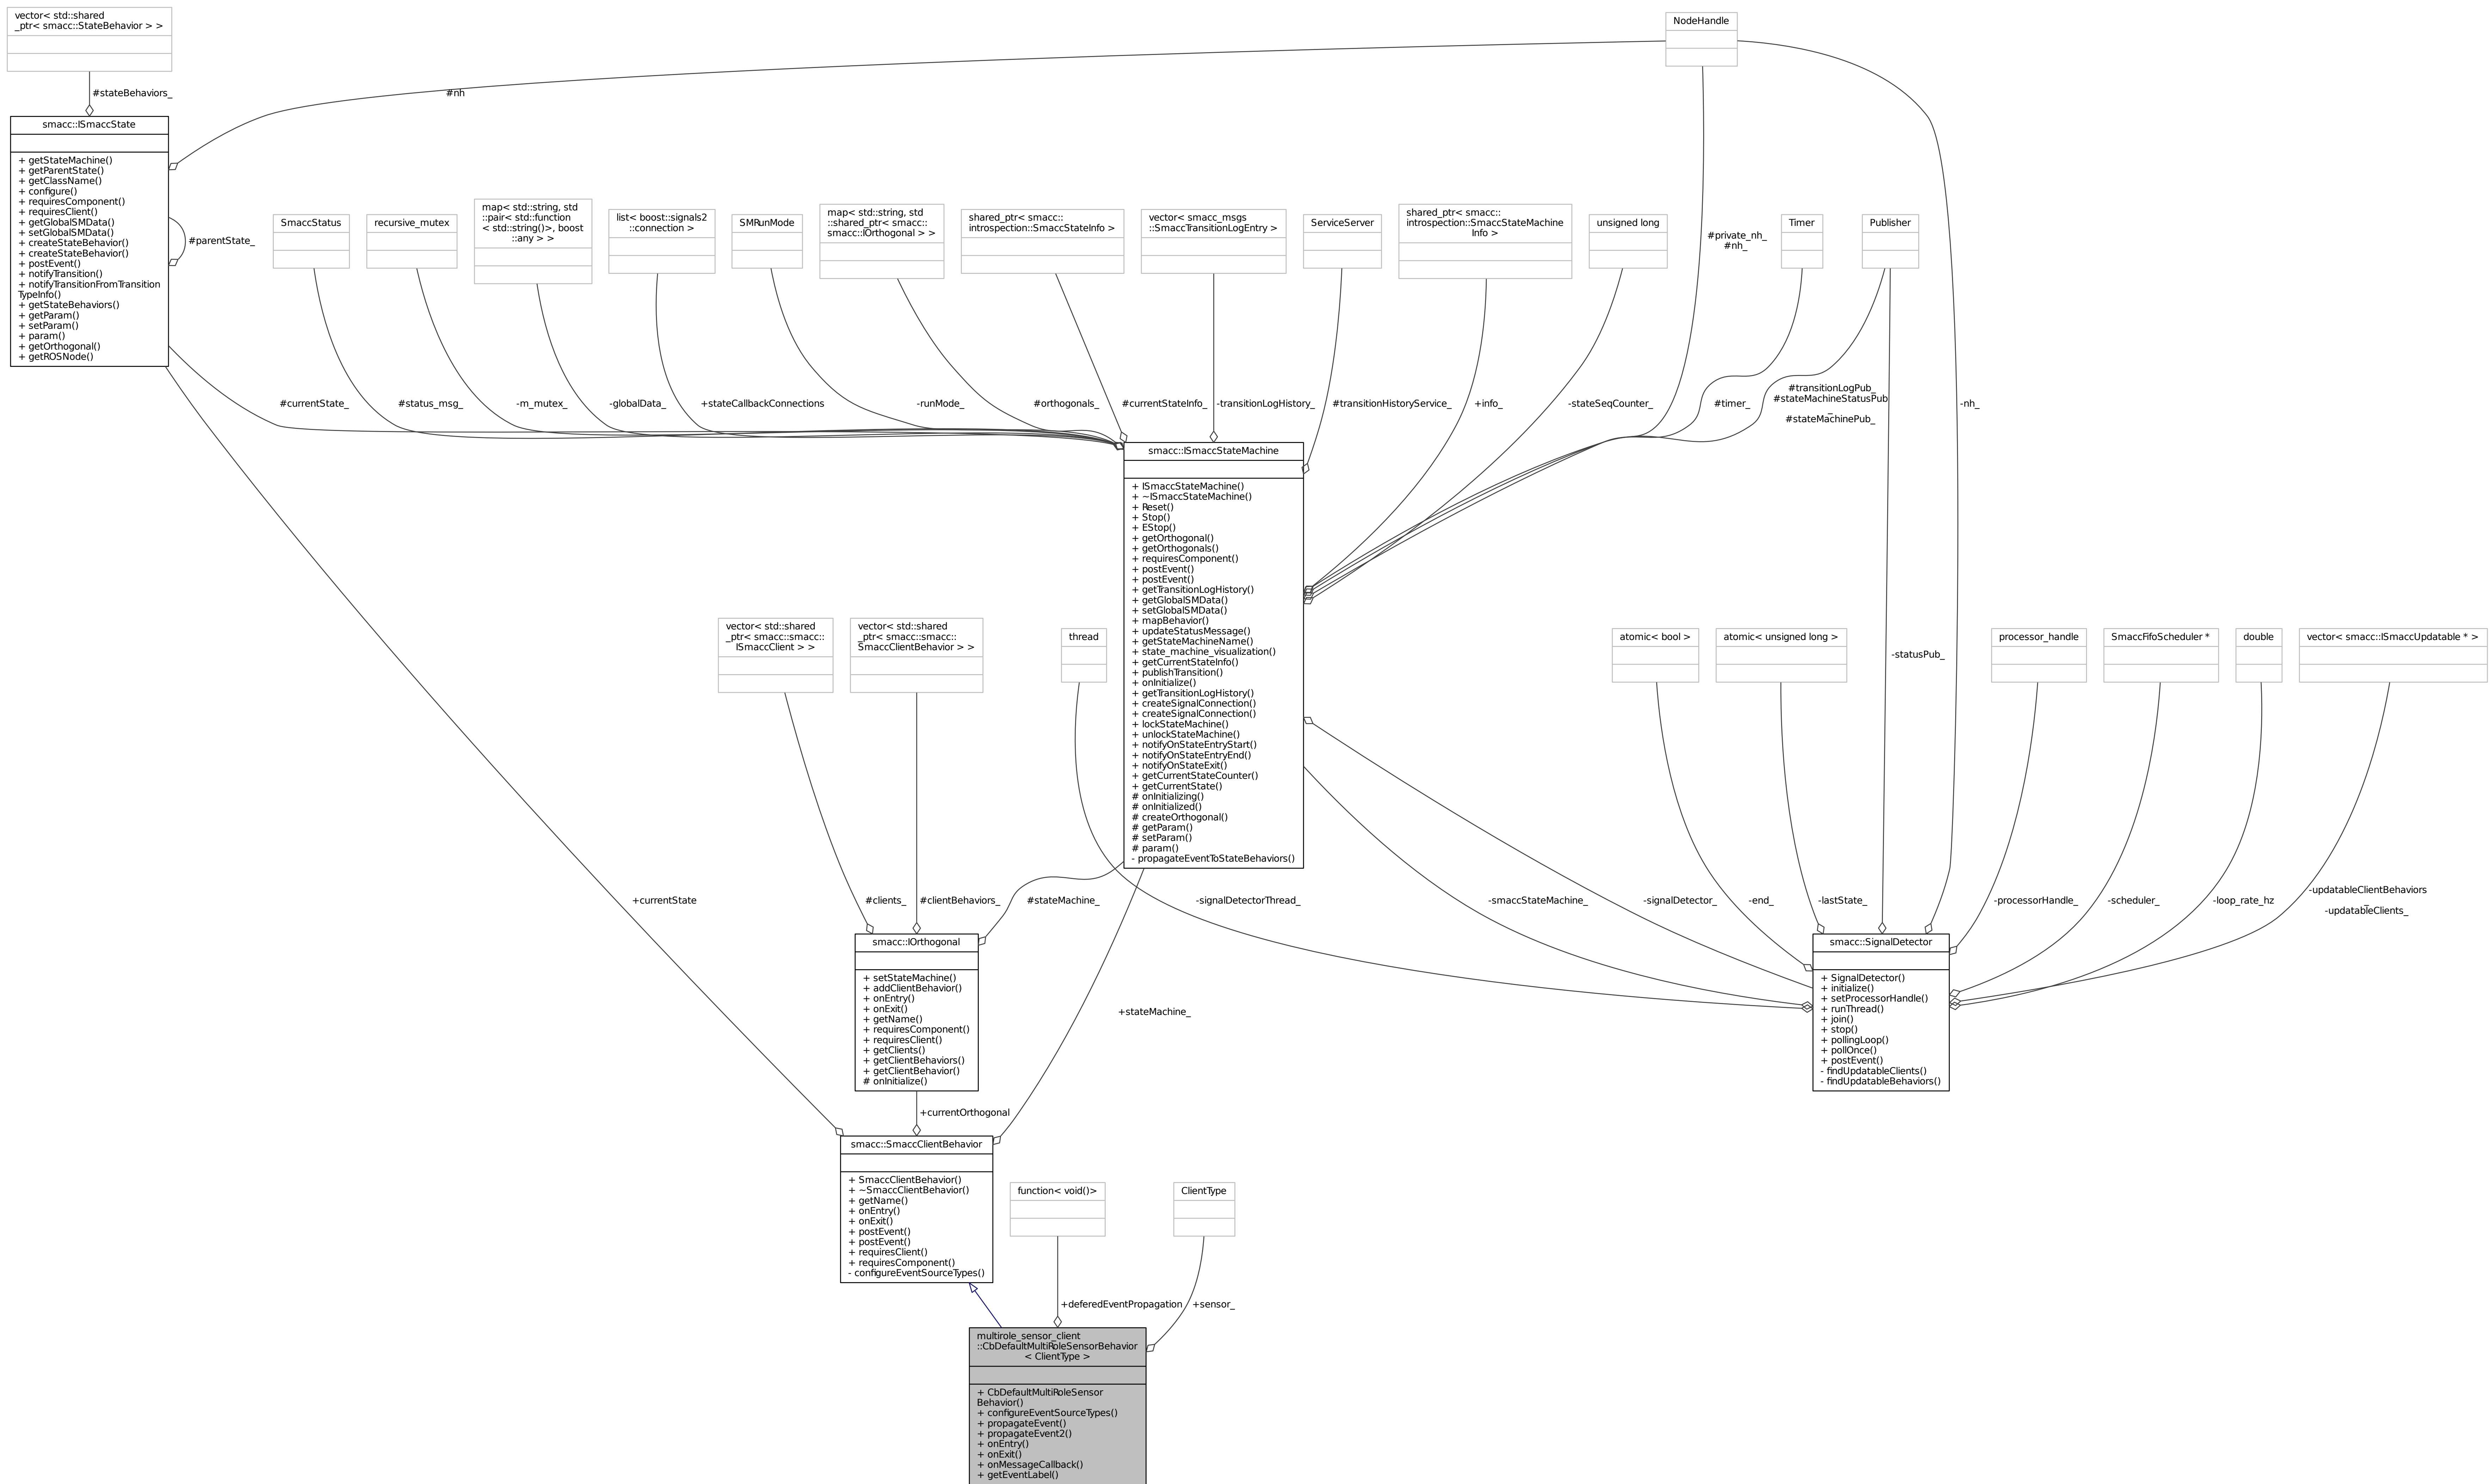 vector< std::shared
_ptr< smacc::StateBehavior > >
NodeHandle
#stateBehaviors_
#nh
smacc::ISmaccState
+ getStateMachine()
+ getParentState()
+ getClassName()
+ configure()
+ requiresComponent()
+ requiresClient()
+ getGlobalSMData()
+ setGlobalSMData()
+ createStateBehavior()
+ createStateBehavior()
+ postEvent()
+ notifyTransition()
+ notifyTransitionFromTransition
TypeInfo()
+ getStateBehaviors()
+ getParam()
+ setParam()
+ param()
+ getOrthogonal()
+ getROSNode()
#parentState_
SmaccStatus
recursive_mutex
map< std::string, std
::pair< std::function
< std::string()>, boost
::any > >
list< boost::signals2
::connection >
SMRunMode
map< std::string, std
::shared_ptr< smacc::
smacc::IOrthogonal > >
shared_ptr< smacc::
introspection::SmaccStateInfo >
vector< smacc_msgs
::SmaccTransitionLogEntry >
ServiceServer
shared_ptr< smacc::
introspection::SmaccStateMachine
Info >
unsigned long
#private_nh_
#nh_
Timer
Publisher
#currentState_
#status_msg_
-m_mutex_
-globalData_
+stateCallbackConnections
-runMode_
#orthogonals_
#currentStateInfo_
-transitionLogHistory_
#transitionHistoryService_
+info_
-stateSeqCounter_
#timer_
#transitionLogPub_
#stateMachineStatusPub
_
#stateMachinePub_
-nh_
smacc::ISmaccStateMachine
+ ISmaccStateMachine()
+ ~ISmaccStateMachine()
+ Reset()
+ Stop()
+ EStop()
+ getOrthogonal()
+ getOrthogonals()
+ requiresComponent()
+ postEvent()
+ postEvent()
+ getTransitionLogHistory()
+ getGlobalSMData()
+ setGlobalSMData()
+ mapBehavior()
+ updateStatusMessage()
+ getStateMachineName()
+ state_machine_visualization()
+ getCurrentStateInfo()
+ publishTransition()
+ onInitialize()
+ getTransitionLogHistory()
+ createSignalConnection()
+ createSignalConnection()
+ lockStateMachine()
+ unlockStateMachine()
+ notifyOnStateEntryStart()
+ notifyOnStateEntryEnd()
+ notifyOnStateExit()
+ getCurrentStateCounter()
+ getCurrentState()
# onInitializing()
# onInitialized()
# createOrthogonal()
# getParam()
# setParam()
# param()
- propagateEventToStateBehaviors()
vector< std::shared
_ptr< smacc::smacc::
ISmaccClient > >
vector< std::shared
_ptr< smacc::smacc::
SmaccClientBehavior > >
thread
atomic< bool >
atomic< unsigned long >
-statusPub_
processor_handle
SmaccFifoScheduler *
double
vector< smacc::ISmaccUpdatable * >
+currentState
#clients_
#clientBehaviors_
#stateMachine_
-signalDetectorThread_
-smaccStateMachine_
-signalDetector_
-end_
-lastState_
-processorHandle_
-scheduler_
-loop_rate_hz
-updatableClientBehaviors
_
-updatableClients_
smacc::IOrthogonal
+ setStateMachine()
+ addClientBehavior()
+ onEntry()
+ onExit()
+ getName()
+ requiresComponent()
+ requiresClient()
+ getClients()
+ getClientBehaviors()
+ getClientBehavior()
# onInitialize()
+stateMachine_
smacc::SignalDetector
+ SignalDetector()
+ initialize()
+ setProcessorHandle()
+ runThread()
+ join()
+ stop()
+ pollingLoop()
+ pollOnce()
+ postEvent()
- findUpdatableClients()
- findUpdatableBehaviors()
+currentOrthogonal
smacc::SmaccClientBehavior
+ SmaccClientBehavior()
+ ~SmaccClientBehavior()
+ getName()
+ onEntry()
+ onExit()
+ postEvent()
+ postEvent()
+ requiresClient()
+ requiresComponent()
- configureEventSourceTypes()
function< void()>
ClientType
+deferedEventPropagation
+sensor_
multirole_sensor_client
::CbDefaultMultiRoleSensorBehavior
< ClientType >
+ CbDefaultMultiRoleSensor
Behavior()
+ configureEventSourceTypes()
+ propagateEvent()
+ propagateEvent2()
+ onEntry()
+ onExit()
+ onMessageCallback()
+ getEventLabel()